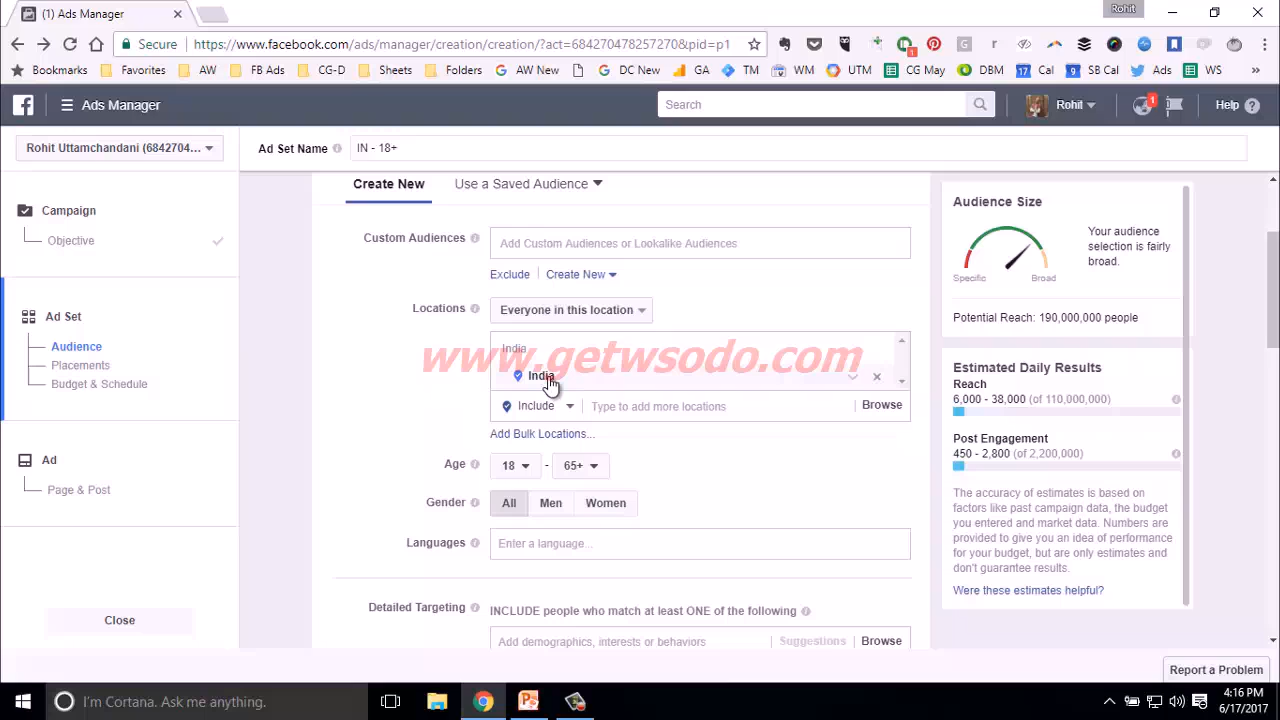 (1) Ads Manager
Rohit
Secure https://www.facebook.com/ads/manager/creation/creation/?act=684270478257270&pid=p1
Bookmarks Favorites AW FB Ads CG-D Sheets Folders AW New DC New GA TM WM UTM CG May DBM Cal SB Cal Ads WS »
Ads Manager Search Rohit 1 Help
Rohit Uttamchandani (6842704... Ad Set Name IN - 18+
Campaign
Objective
Ad Set
Audience
Placements
Budget & Schedule
Ad
Page & Post
Close
Create New Use a Saved Audience
Custom Audiences Add Custom Audiences or Lookalike Audiences
Exclude Create New
Locations Everyone in this location
India
India
Include Type to add more locations Browse
Add Bulk Locations...
Age 18 - 65+
Gender All Men Women
Languages Enter a language...
Detailed Targeting INCLUDE people who match at least ONE of the following
Add demographics, interests or behaviors Suggestions Browse
www.getwsodo.com
Audience Size
Your audience
selection is fairly
broad.
Specific Broad
Potential Reach: 190,000,000 people
Estimated Daily Results
Reach
6,000 - 38,000 (of 110,000,000)
Post Engagement
450 - 2,800 (of 2,200,000)
The accuracy of estimates is based on
factors like past campaign data, the budget
you entered and market data. Numbers are
provided to give you an idea of performance
for your budget, but are only estimates and
don't guarantee results.
Were these estimates helpful?
Report a Problem
I'm Cortana. Ask me anything.
4:16 PM
6/17/2017